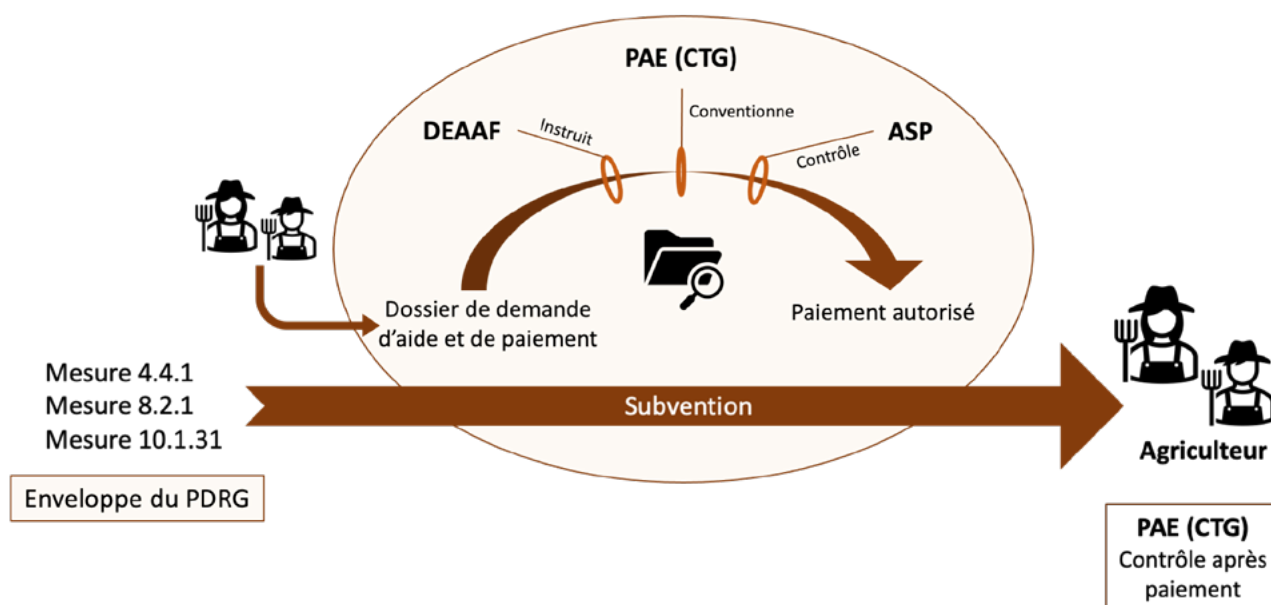 PAE (CTG)
Conventionne
DEAAF
Instruit
ASP
Contrôle
Dossier de demande
d'aide et de paiement
Paiement autorisé
Mesure 4.4.1
Mesure 8.2.1
Mesure 10.1.31
Subvention
Enveloppe du PDRG
Agriculteur
PAE (CTG)
Contrôle après
paiement